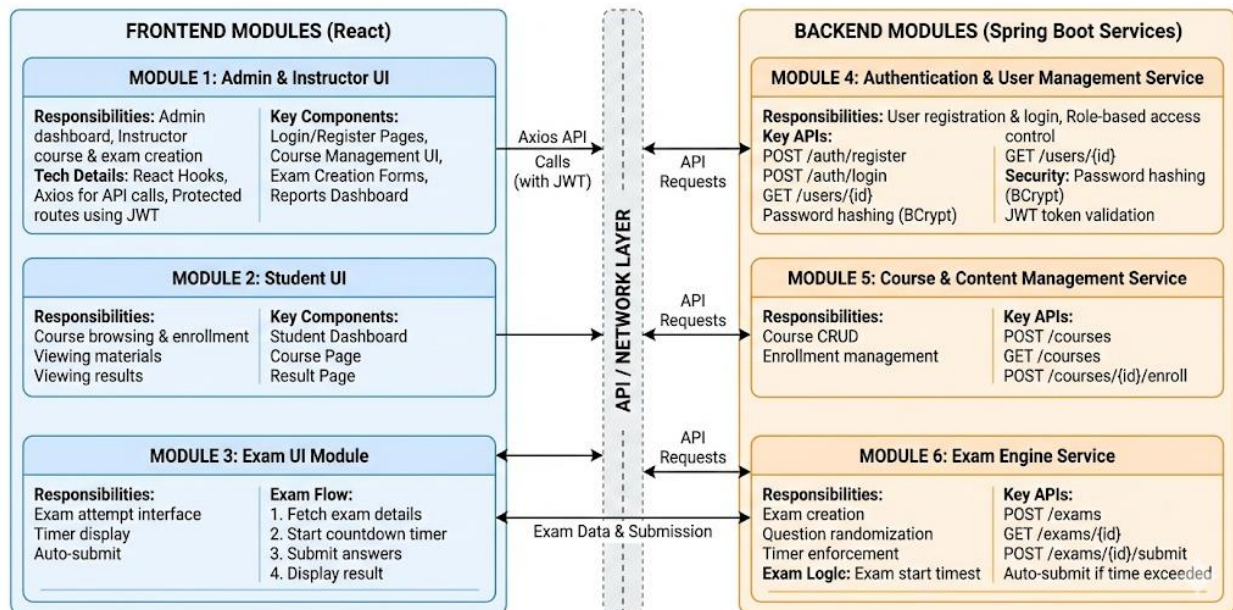 FRONTEND MODULES (React)
MODULE 1: Admin & Instructor UI
Responsibilities: Admin
dashboard, Instructor
course & exam creation
Tech Details: React Hooks,
Axios for API calls, Protected
routes using JWT
Key Components:
Login/Register Pages,
Course Management UI,
Exam Creation Forms,
Reports Dashboard
MODULE 2: Student UI
Responsibilities:
Course browsing & enrollment
Viewing materials
Viewing results
Key Components:
Student Dashboard
Course Page
Result Page
MODULE 3: Exam UI Module
Responsibilities:
Exam attempt interface
Timer display
Auto-submit
Exam Flow:
1. Fetch exam details
2. Start countdown timer
3. Submit answers
4. Display result
Axios API
Calls
(with JWT)
API / NETWORK LAYER
API
Requests
API
Requests
API
Requests
Exam Data & Submission
BACKEND MODULES (Spring Boot Services)
MODULE 4: Authentication & User Management Service
Responsibilities: User registration & login, Role-based access
control
Key APIs:
POST /auth/register
POST /auth/login
GET /users/{id}
Password hashing (BCrypt)
GET /users/{id}
Security: Password hashing
(BCrypt)
JWT token validation
MODULE 5: Course & Content Management Service
Responsibilities:
Course CRUD
Enrollment management
Key APIs:
POST /courses
GET /courses
POST /courses/{id}/enroll
MODULE 6: Exam Engine Service
Responsibilities:
Exam creation
Question randomization
Timer enforcement
Exam Logic: Exam start timest
Key APIs:
POST /exams
GET /exams/{id}
POST /exams/{id}/submit
Auto-submit if time exceeded